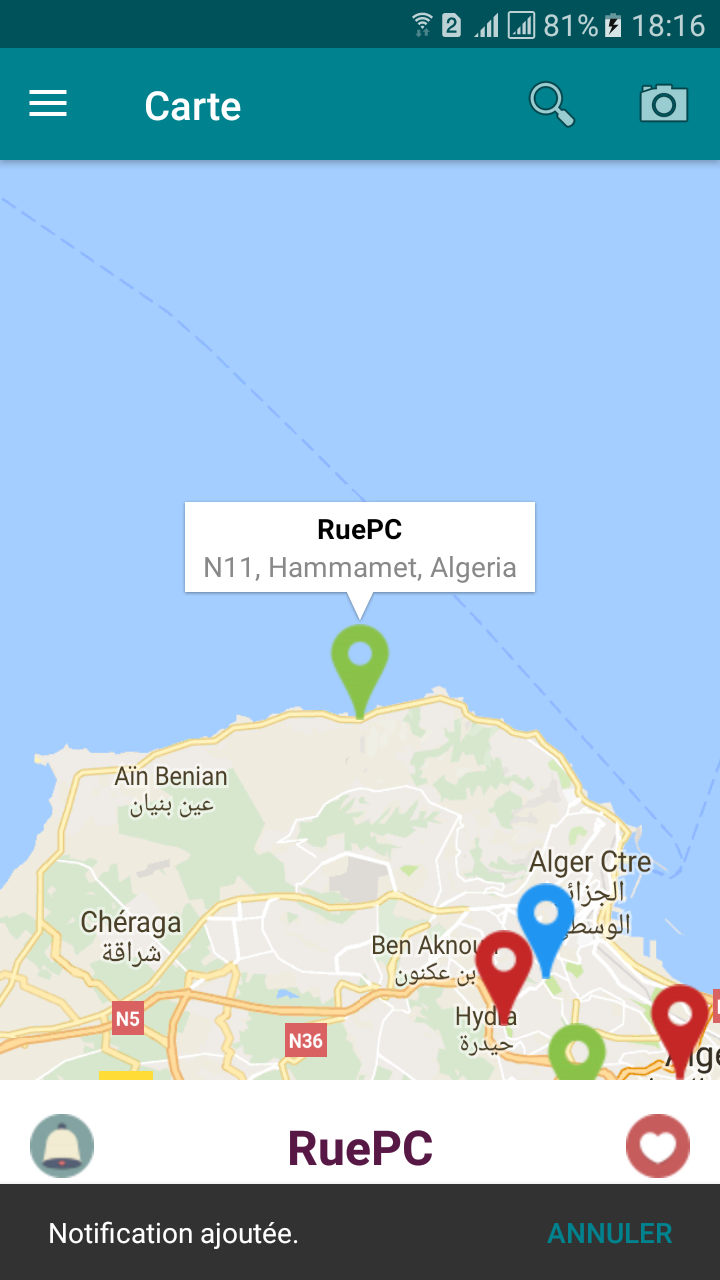 2 81% 18:16
Carte
RuePC
N11, Hammamet, Algeria
Aïn Benian
عين بنيان
Alger Ctre
الجزائر
الوسطى
Chéraga
شراقة
Ben Aknoun
بن عكنون
N5
Hydra
حيدرة
N36
Alge
RuePC
Notification ajoutée.
ANNULER